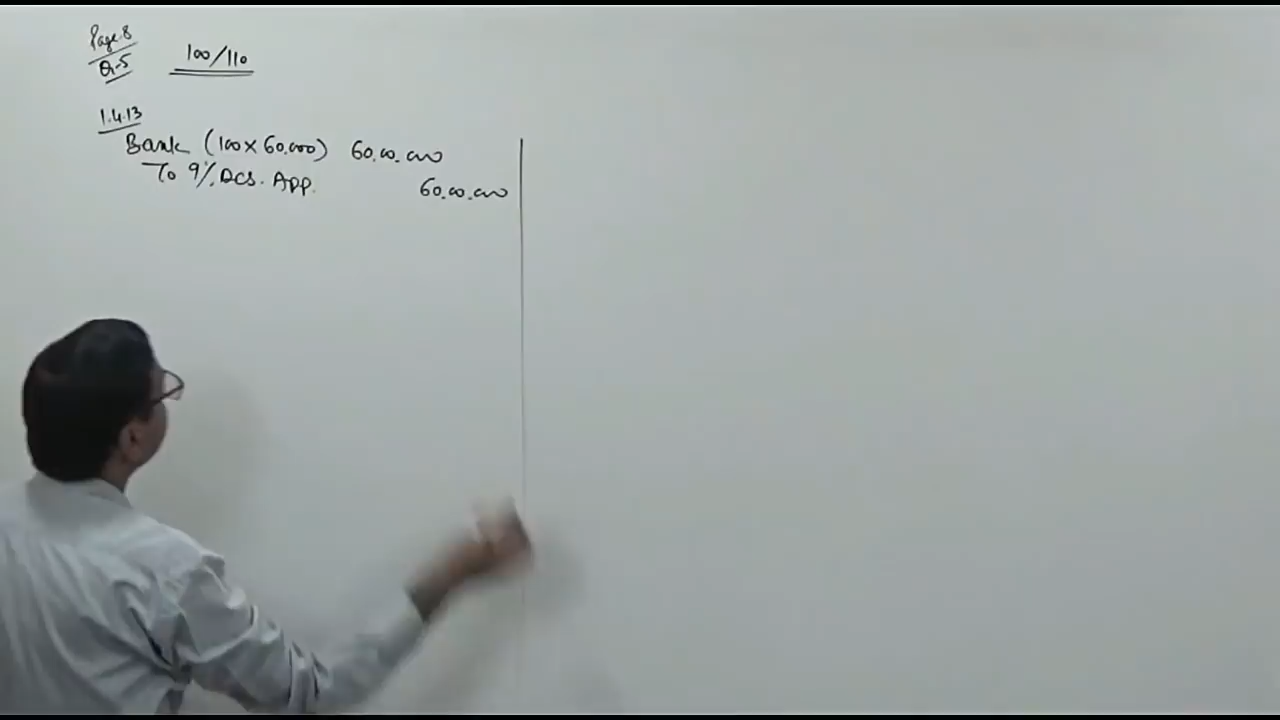 Page.8
Q-5
100/110
1.4.13
Bank (100×60,000) 60,00,000
To 9% DCS. App. 60,00,000